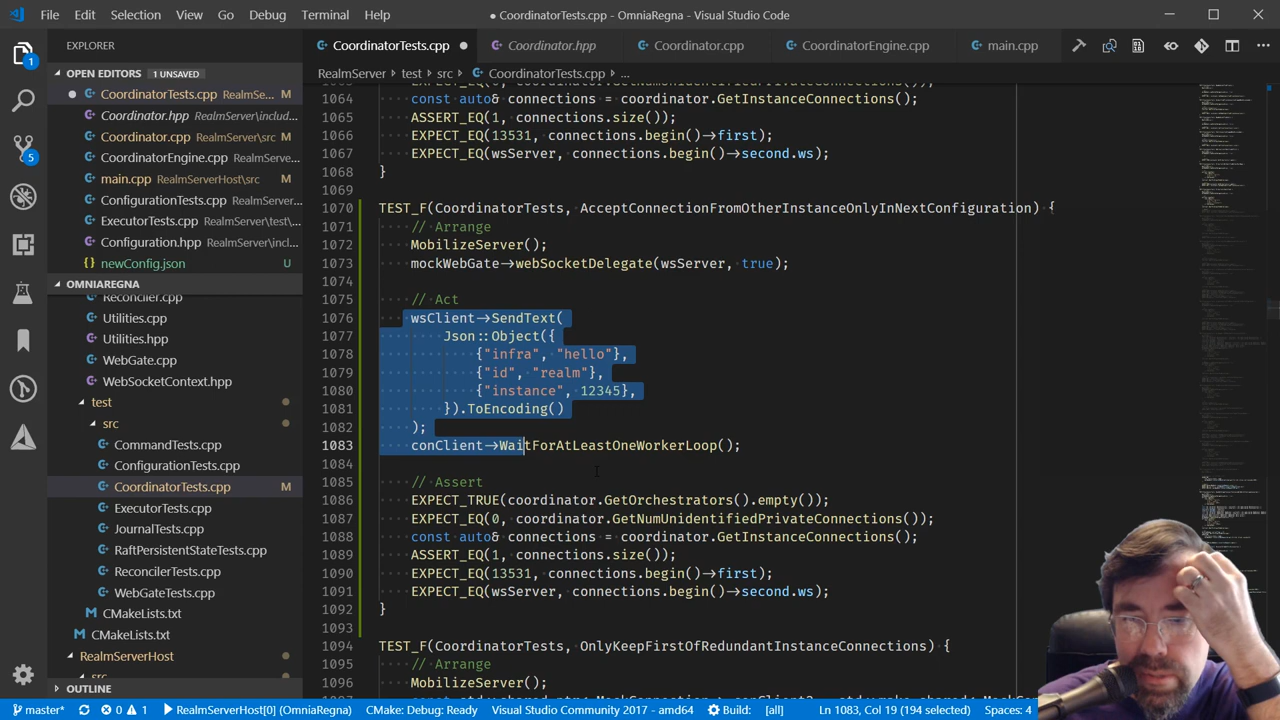 File Edit Selection View Go Debug Terminal Help
● CoordinatorTests.cpp - OmniaRegna - Visual Studio Code
EXPLORER
OPEN EDITORS 1 UNSAVED
CoordinatorTests.cpp RealmSe...
Coordinator.hpp RealmServer\includ...
Coordinator.cpp RealmServer\src
CoordinatorEngine.cpp RealmServe...
main.cpp RealmServerHost\src
ConfigurationTests.cpp RealmServer...
ExecutorTests.cpp RealmServer\test\...
Configuration.hpp RealmServer\incl...
newConfig.json U
OMNIAREGNA
Reconciler.cpp
Utilities.cpp
Utilities.hpp
WebGate.cpp
WebSocketContext.hpp
test
src
CommandTests.cpp
ConfigurationTests.cpp
CoordinatorTests.cpp M
ExecutorTests.cpp
JournalTests.cpp
RaftPersistentStateTests.cpp
ReconcilerTests.cpp
WebGateTests.cpp
CMakeLists.txt
CMakeLists.txt
RealmServerHost
src
OUTLINE
CoordinatorTests.cpp Coordinator.hpp Coordinator.cpp CoordinatorEngine.cpp main.cpp
RealmServer > test > src > CoordinatorTests.cpp > ...
1064 const auto& connections = coordinator.GetInstanceConnections();
1065 ASSERT_EQ(1, connections.size());
1066 EXPECT_EQ(1337, connections.begin()->first);
1067 EXPECT_EQ(wsServer, connections.begin()->second.ws);
1068 }
1069
1070 TEST_F(CoordinatorTests, AcceptConnectionFromOtherInstanceOnlyInNextConfiguration) {
1071 // Arrange
1072 MobilizeServer();
1073 mockWebGate->webSocketDelegate(wsServer, true);
1074
1075 // Act
1076 wsClient->SendText(
1077 Json::Object({
1078 {"infra", "hello"},
1079 {"id", "realm"},
1080 {"instance", 12345},
1081 }).ToEncoding()
1082 );
1083 conClient->WaitForAtLeastOneWorkerLoop();
1084
1085 // Assert
1086 EXPECT_TRUE(coordinator.GetOrchestrators().empty());
1087 EXPECT_EQ(0, coordinator.GetNumUnidentifiedPrivateConnections());
1088 const auto& connections = coordinator.GetInstanceConnections();
1089 ASSERT_EQ(1, connections.size());
1090 EXPECT_EQ(1337, connections.begin()->first);
1091 EXPECT_EQ(wsServer, connections.begin()->second.ws);
1092 }
1093
1094 TEST_F(CoordinatorTests, OnlyKeepFirstOfRedundantInstanceConnections) {
1095 // Arrange
1096 MobilizeServer();
master* 0 1 RealmServerHost[0] (OmniaRegna) CMake: Debug: Ready Visual Studio Community 2017 - amd64 Build: [all] Ln 1083, Col 19 (194 selected) Spaces: 4